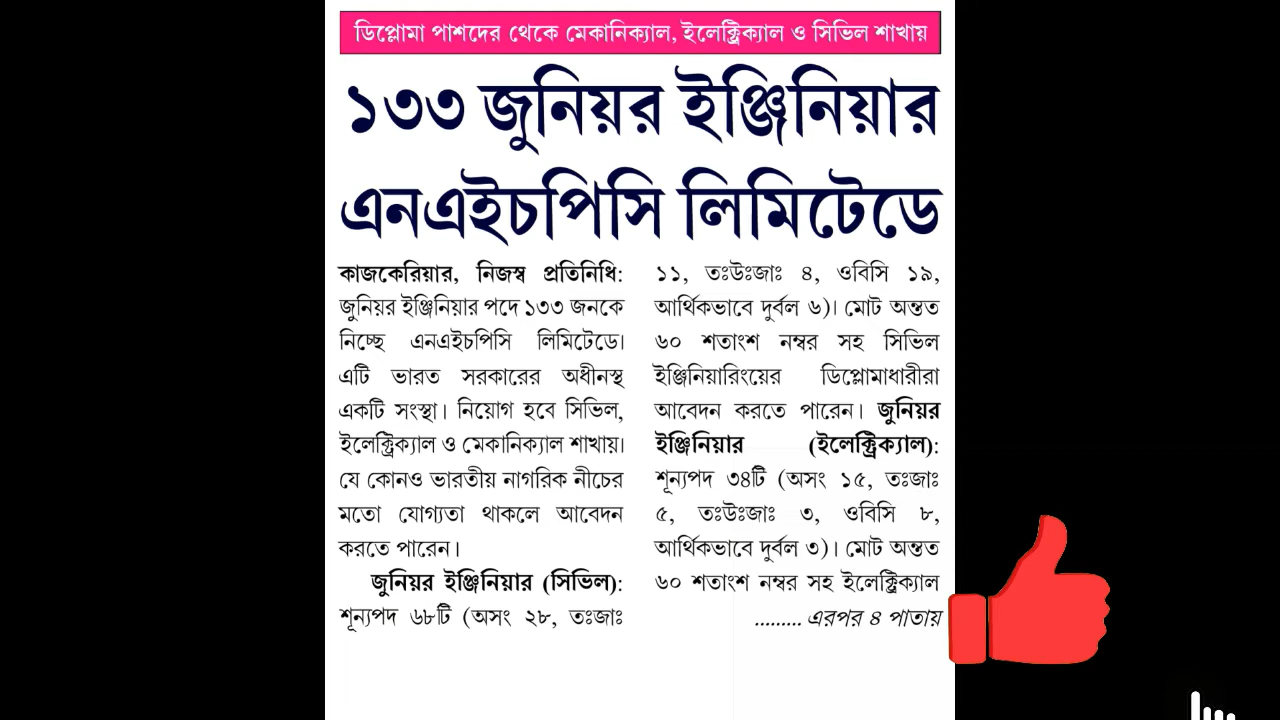 ডিপ্লোমা পাশদের থেকে মেকানিক্যাল, ইলেক্ট্রিক্যাল ও সিভিল শাখায়
১৩৩ জুনিয়র ইঞ্জিনিয়ার
এনএইচপিসি লিমিটেডে
কাজকেরিয়ার, নিজস্ব প্রতিনিধি:
জুনিয়র ইঞ্জিনিয়ার পদে ১৩৩ জনকে
নিচ্ছে এনএইচপিসি লিমিটেডে।
এটি ভারত সরকারের অধীনস্থ
একটি সংস্থা। নিয়োগ হবে সিভিল,
ইলেক্ট্রিক্যাল ও মেকানিক্যাল শাখায়।
যে কোনও ভারতীয় নাগরিক নীচের
মতো যোগ্যতা থাকলে আবেদন
করতে পারেন।
জুনিয়র ইঞ্জিনিয়ার (সিভিল):
শূন্যপদ ৬৮টি (অসং ২৮, তঃজাঃ
১১, তঃউঃজাঃ ৪, ওবিসি ১৯,
আর্থিকভাবে দুর্বল ৬)। মোট অন্তত
৬০ শতাংশ নম্বর সহ সিভিল
ইঞ্জিনিয়ারিংয়ের ডিপ্লোমাধারীরা
আবেদন করতে পারেন। জুনিয়র
ইঞ্জিনিয়ার (ইলেক্ট্রিক্যাল):
শূন্যপদ ৩৪টি (অসং ১৫, তঃজাঃ
৫, তঃউঃজাঃ ৩, ওবিসি ৮,
আর্থিকভাবে দুর্বল ৩)। মোট অন্তত
৬০ শতাংশ নম্বর সহ ইলেক্ট্রিক্যাল
......... এরপর ৪ পাতায়